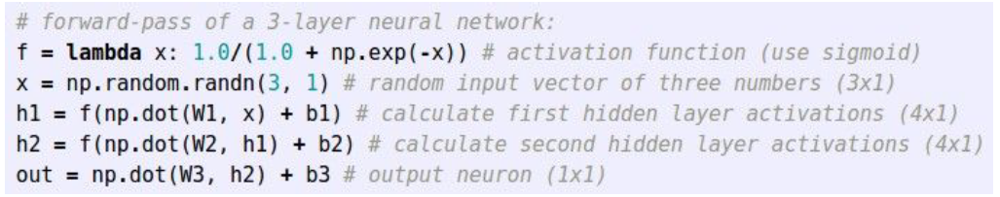 # forward-pass of a 3-layer neural network:
f = lambda x: 1.0/(1.0 + np.exp(-x)) # activation function (use sigmoid)
x = np.random.randn(3, 1) # random input vector of three numbers (3x1)
h1 = f(np.dot(W1, x) + b1) # calculate first hidden layer activations (4x1)
h2 = f(np.dot(W2, h1) + b2) # calculate second hidden layer activations (4x1)
out = np.dot(W3, h2) + b3 # output neuron (1x1)